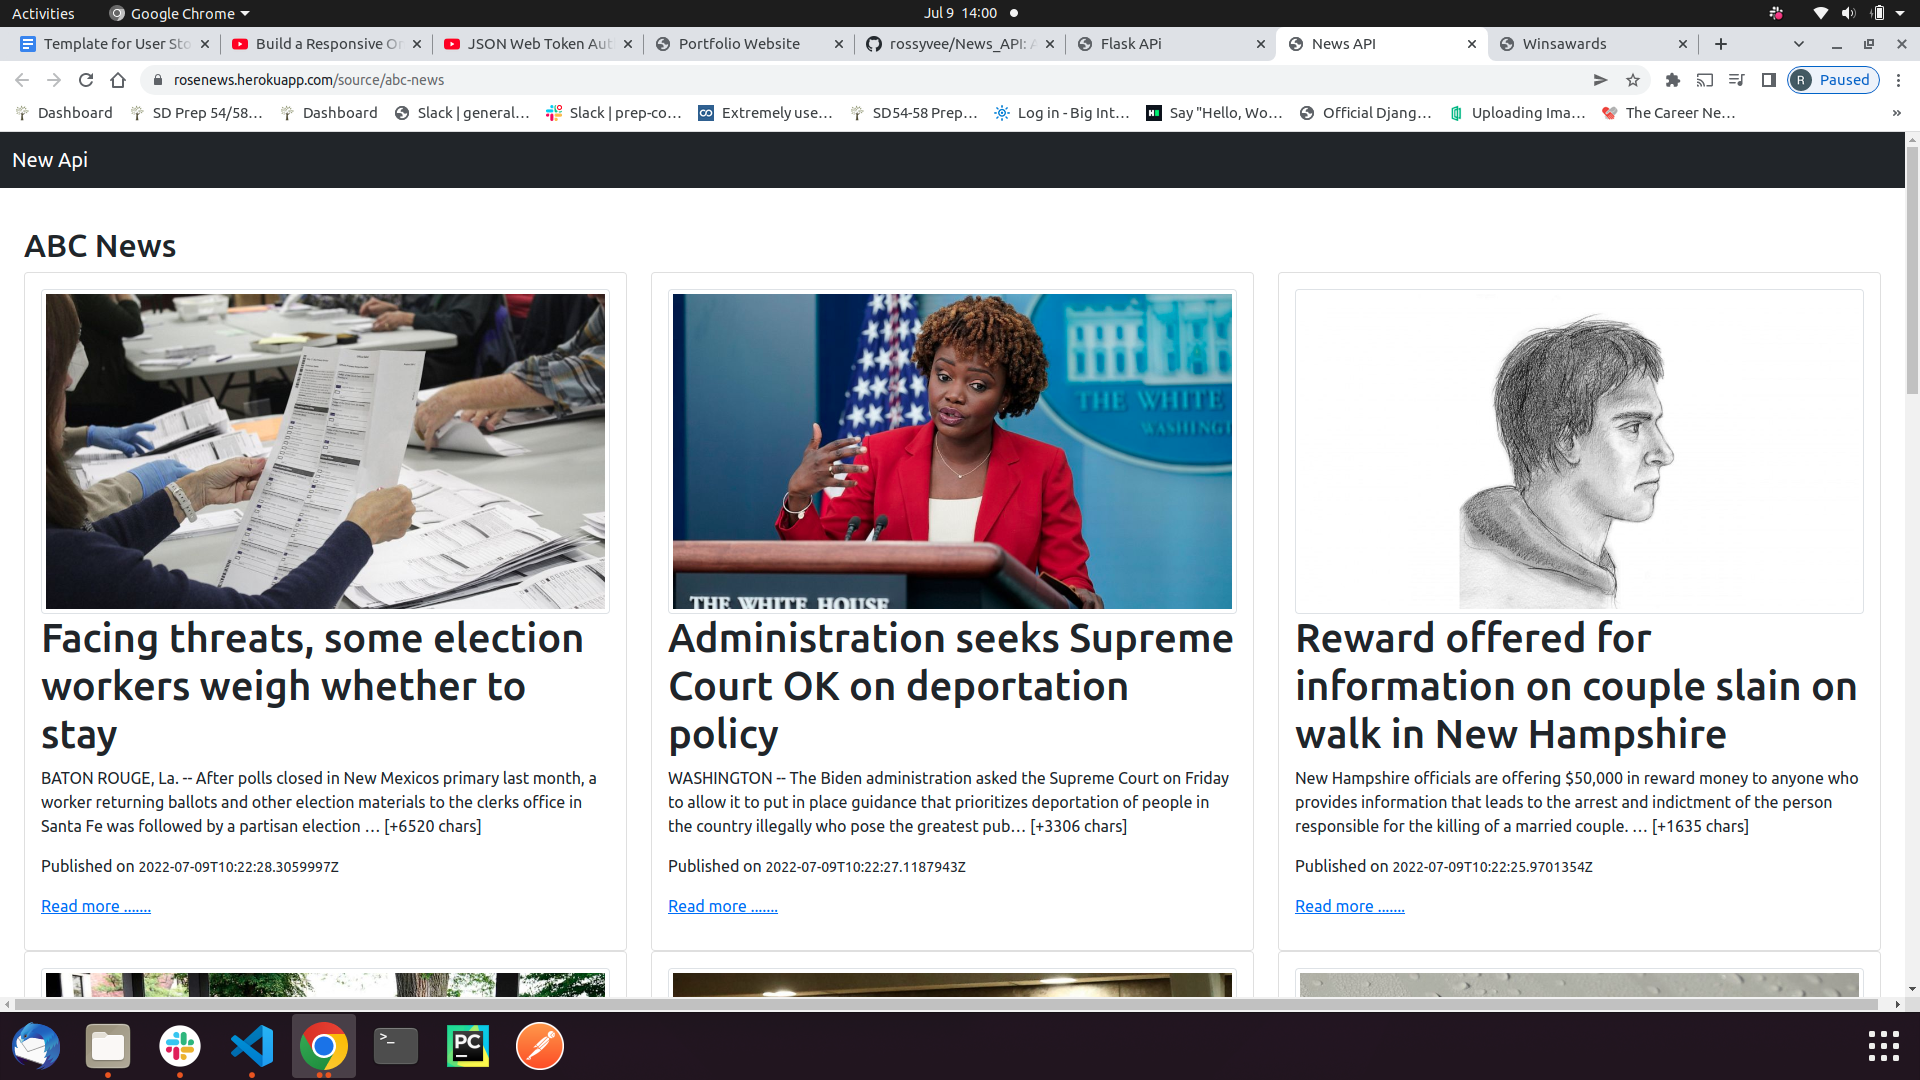 Activities
Google Chrome
Jul 9 14:00
Template for User Sto
Build a Responsive Or
JSON Web Token Aut
Portfolio Website
rossyvee/News_API: A
Flask APi
News API
Winsawards
rosenews.herokuapp.com/source/abc-news
R Paused
Dashboard
SD Prep 54/58...
Dashboard
Slack | general...
Slack | prep-co...
Extremely use...
SD54-58 Prep...
Log in - Big Int...
Say "Hello, Wo...
Official Djang...
Uploading Ima...
The Career Ne...
»
New Api
ABC News
THE WHITE
WASHINGT
THE WHITE HOUSE
Facing threats, some election
workers weigh whether to
stay
BATON ROUGE, La. -- After polls closed in New Mexicos primary last month, a
worker returning ballots and other election materials to the clerks office in
Santa Fe was followed by a partisan election … [+6520 chars]
Published on 2022-07-09T10:22:28.3059997Z
Read more .......
Administration seeks Supreme
Court OK on deportation
policy
WASHINGTON -- The Biden administration asked the Supreme Court on Friday
to allow it to put in place guidance that prioritizes deportation of people in
the country illegally who pose the greatest pub… [+3306 chars]
Published on 2022-07-09T10:22:27.1187943Z
Read more .......
Reward offered for
information on couple slain on
walk in New Hampshire
New Hampshire officials are offering $50,000 in reward money to anyone who
provides information that leads to the arrest and indictment of the person
responsible for the killing of a married couple. … [+1635 chars]
Published on 2022-07-09T10:22:25.9701354Z
Read more .......
>_
PC